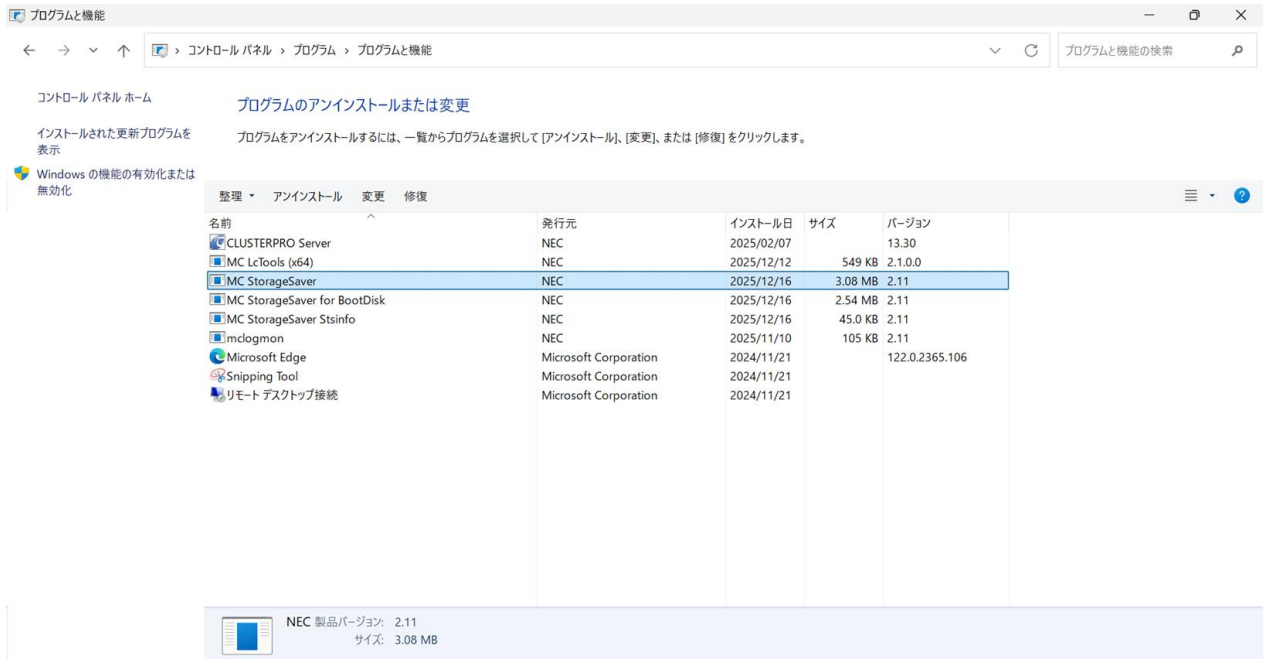 プログラムと機能
コントロール パネル › プログラム › プログラムと機能
プログラムと機能の検索
コントロール パネル ホーム
インストールされた更新プログラムを
表示
Windows の機能の有効化または
無効化
プログラムのアンインストールまたは変更
プログラムをアンインストールするには、一覧からプログラムを選択して [アンインストール]、[変更]、または [修復] をクリックします。
整理 アンインストール 変更 修復
名前 発行元 インストール日 サイズ バージョン
CLUSTERPRO Server NEC 2025/02/07 13.30
MC LcTools (x64) NEC 2025/12/12 549 KB 2.1.0.0
MC StorageSaver NEC 2025/12/16 3.08 MB 2.11
MC StorageSaver for BootDisk NEC 2025/12/16 2.54 MB 2.11
MC StorageSaver Stsinfo NEC 2025/12/16 45.0 KB 2.11
mclogmon NEC 2025/11/10 105 KB 2.11
Microsoft Edge Microsoft Corporation 2024/11/21 122.0.2365.106
Snipping Tool Microsoft Corporation 2024/11/21
リモート デスクトップ接続 Microsoft Corporation 2024/11/21
NEC 製品バージョン: 2.11
サイズ: 3.08 MB